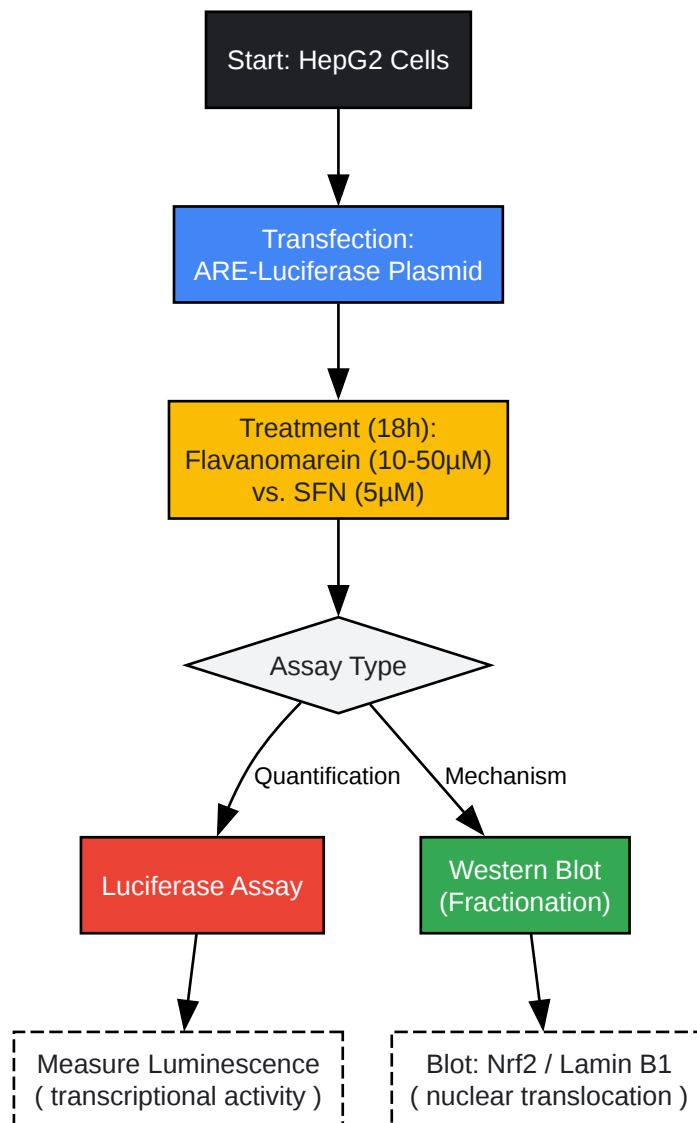 Start: HepG2 Cells
Transfection:
ARE-Luciferase Plasmid
Treatment (18h):
Flavanomarein (10-50µM)
vs. SFN (5µM)
Assay Type
Quantification
Mechanism
Luciferase Assay
Western Blot
(Fractionation)
Measure Luminescence
( transcriptional activity )
Blot: Nrf2 / Lamin B1
( nuclear translocation )